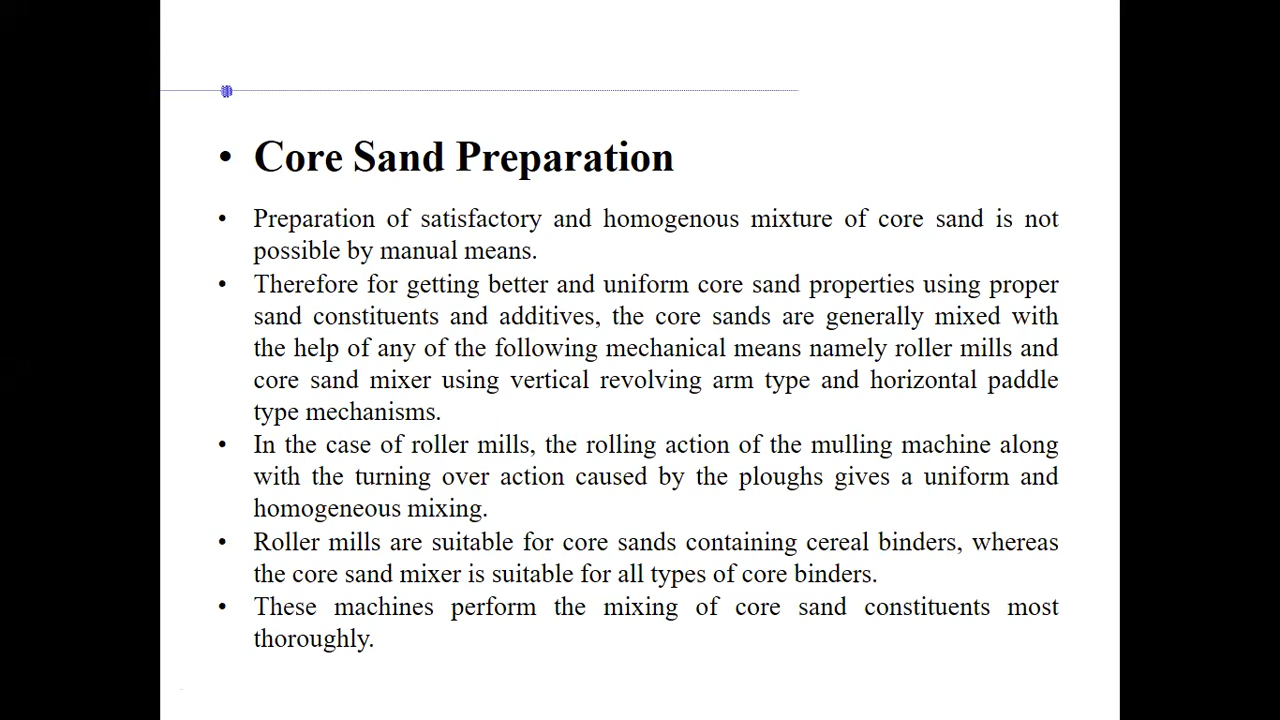 • Core Sand Preparation
• Preparation of satisfactory and homogenous mixture of core sand is not
possible by manual means.
• Therefore for getting better and uniform core sand properties using proper
sand constituents and additives, the core sands are generally mixed with
the help of any of the following mechanical means namely roller mills and
core sand mixer using vertical revolving arm type and horizontal paddle
type mechanisms.
• In the case of roller mills, the rolling action of the mulling machine along
with the turning over action caused by the ploughs gives a uniform and
homogeneous mixing.
• Roller mills are suitable for core sands containing cereal binders, whereas
the core sand mixer is suitable for all types of core binders.
• These machines perform the mixing of core sand constituents most
thoroughly.